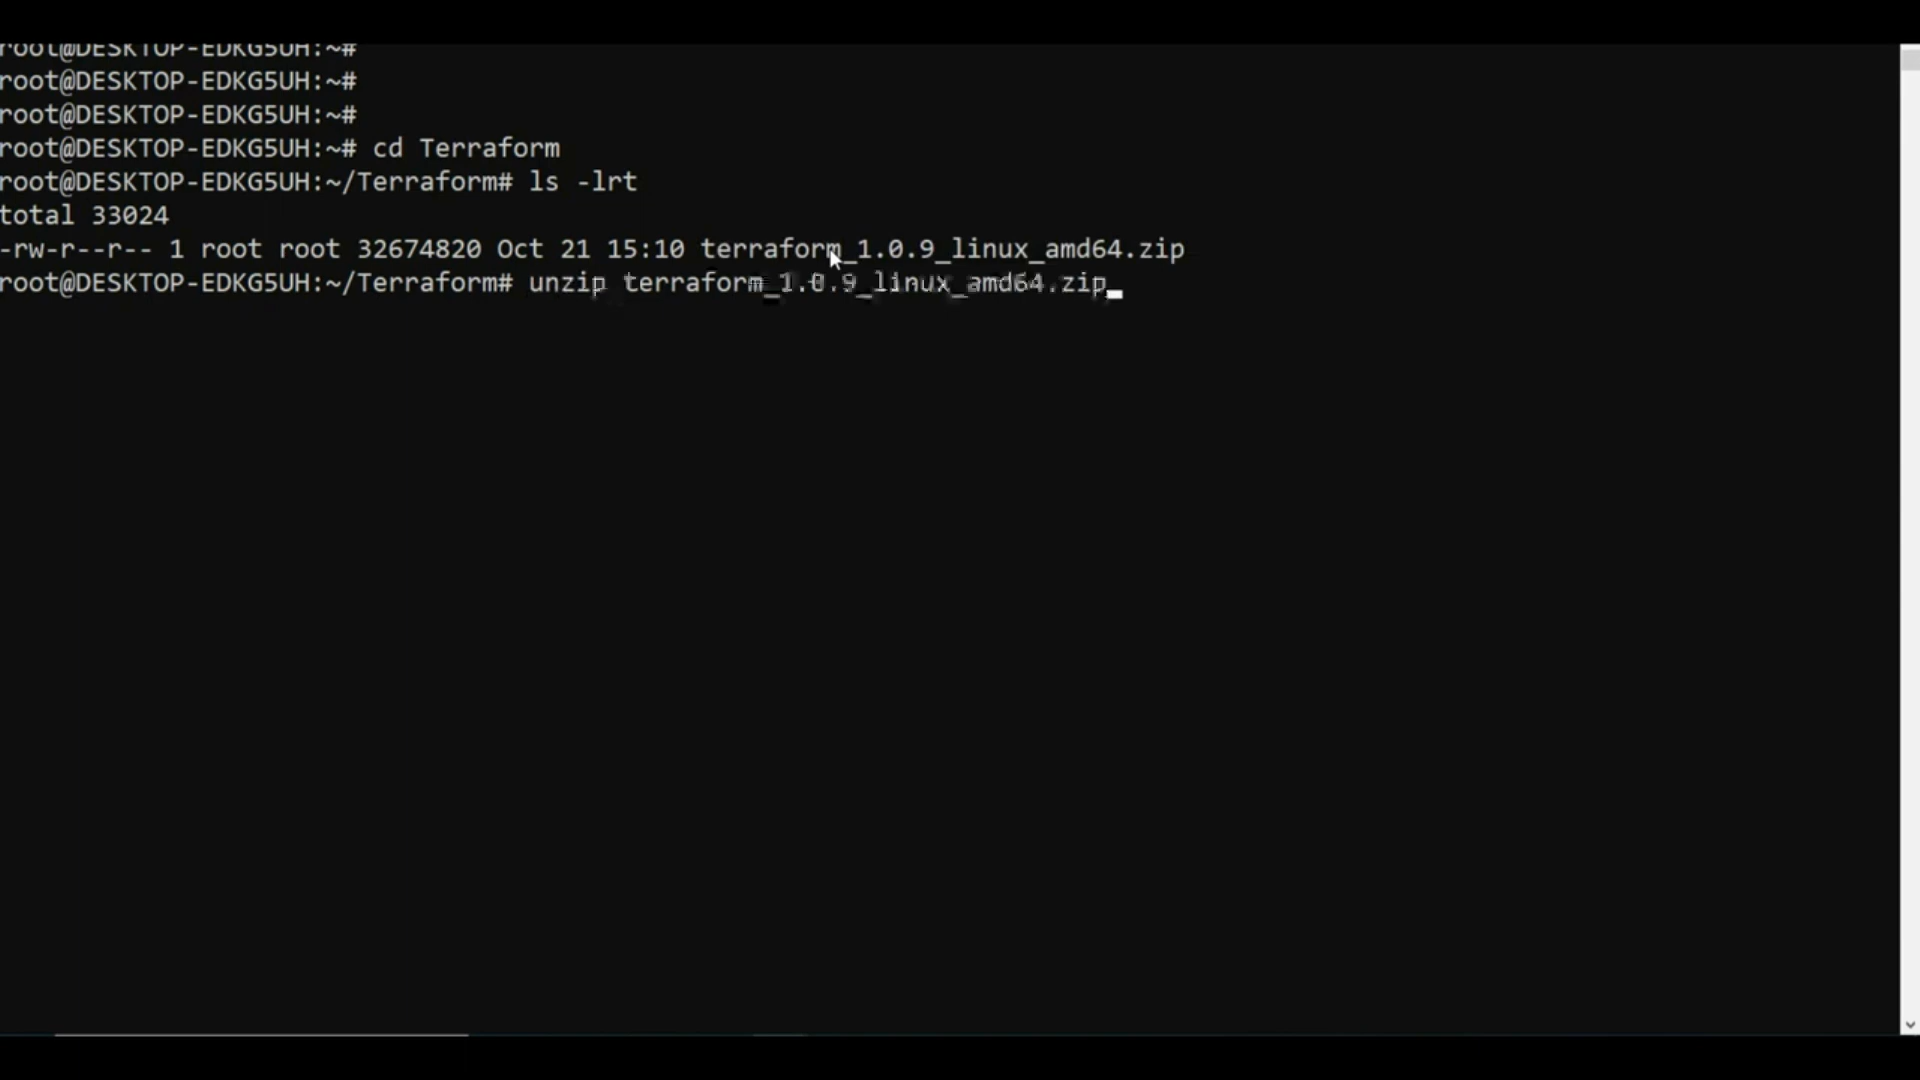 root@DESKTOP-EDKG5UH:~#
root@DESKTOP-EDKG5UH:~#
root@DESKTOP-EDKG5UH:~#
root@DESKTOP-EDKG5UH:~# cd Terraform
root@DESKTOP-EDKG5UH:~/Terraform# ls -lrt
total 33024
-rw-r--r-- 1 root root 32674820 Oct 21 15:10 terraform_1.0.9_linux_amd64.zip
root@DESKTOP-EDKG5UH:~/Terraform# unzip terraform_1.0.9_linux_amd64.zip